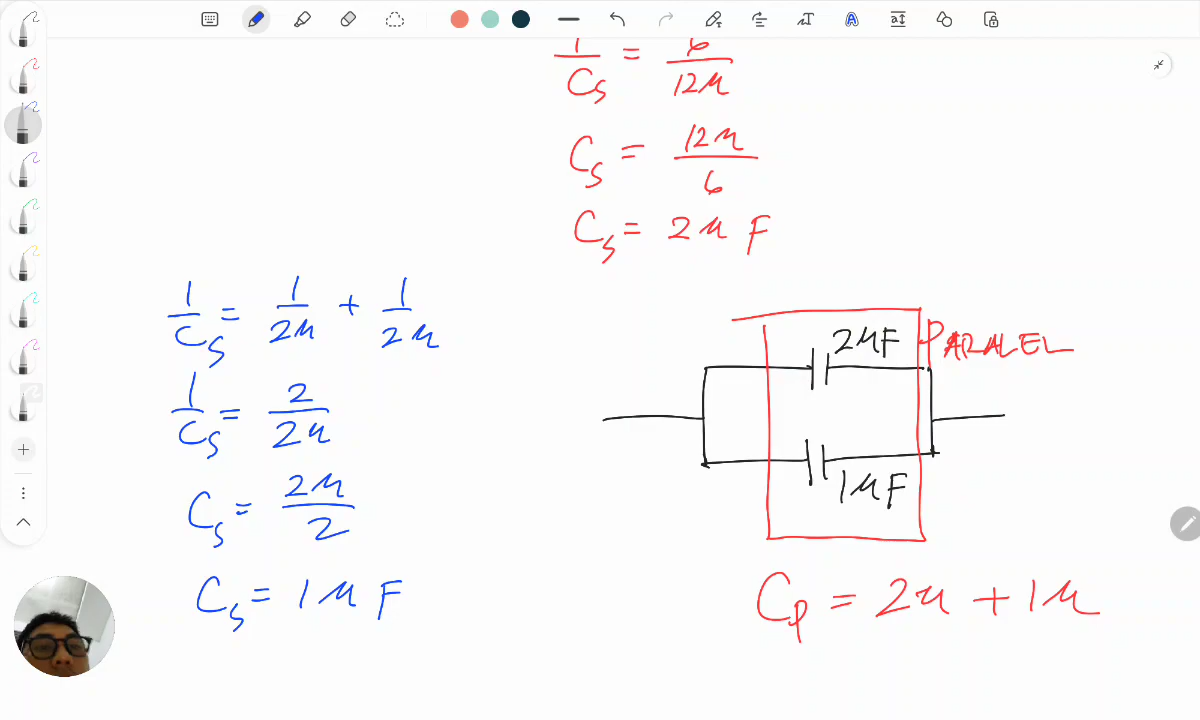 1/Cs = 6/12μ
Cs = 12μ/6
Cs = 2μ F
1/Cs = 1/2μ + 1/2μ
1/Cs = 2/2μ
Cs = 2μ/2
Cs = 1μ F
2μF
PARALEL
1μF
Cp = 2μ + 1μ